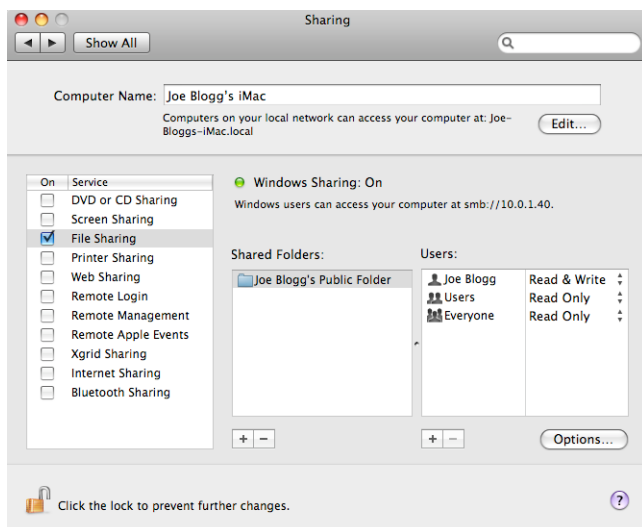 Sharing
Show All
Computer Name: Joe Blogg's iMac
Computers on your local network can access your computer at: Joe-
Bloggs-iMac.local
Edit...
On Service
DVD or CD Sharing
Screen Sharing
File Sharing
Printer Sharing
Web Sharing
Remote Login
Remote Management
Remote Apple Events
Xgrid Sharing
Internet Sharing
Bluetooth Sharing
Windows Sharing: On
Windows users can access your computer at smb://10.0.1.40.
Shared Folders:
Joe Blogg's Public Folder
Users:
Joe Blogg Read & Write
Users Read Only
Everyone Read Only
+ −
+ −
Options...
Click the lock to prevent further changes.
?